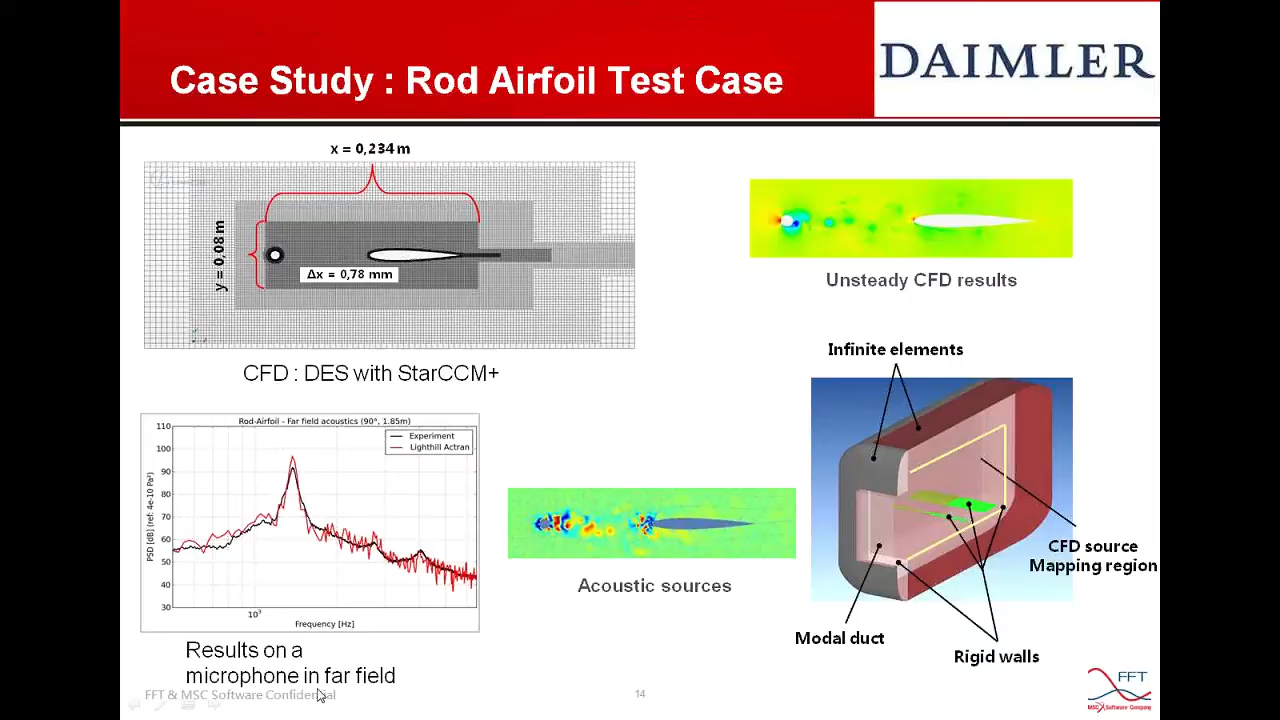 Case Study : Rod Airfoil Test Case
DAIMLER
x = 0,234 m
y = 0,08 m
Δx = 0,78 mm
CFD : DES with StarCCM+
Unsteady CFD results
Infinite elements
CFD source
Mapping region
Modal duct
Rigid walls
Rod-Airfoil - Far field acoustics (90°, 1.85m)
Experiment
Lighthill Actran
110
100
90
80
70
60
50
40
30
PSD [dB] (ref: 4e-10 Pa²)
10³
Frequency [Hz]
Acoustic sources
Results on a
microphone in far field
FFT & MSC Software Confidential
14
FFT
MSC Software Company